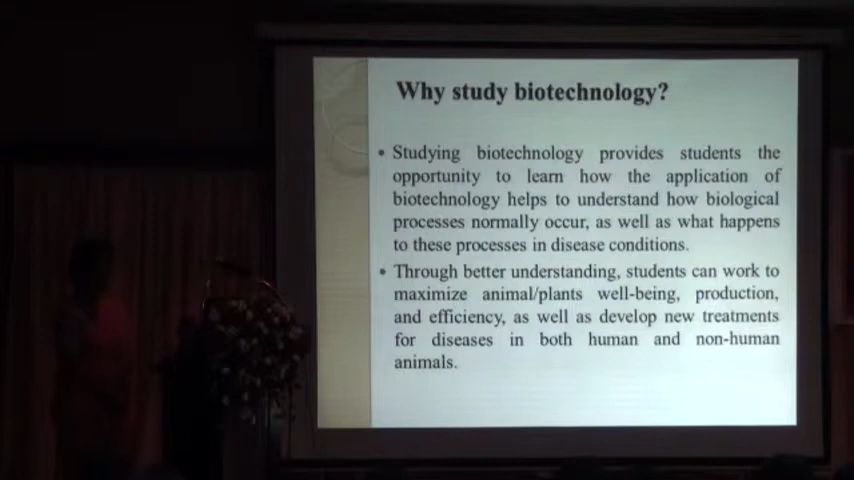 Why study biotechnology?
• Studying biotechnology provides students the
opportunity to learn how the application of
biotechnology helps to understand how biological
processes normally occur, as well as what happens
to these processes in disease conditions.
• Through better understanding, students can work to
maximize animal/plants well-being, production,
and efficiency, as well as develop new treatments
for diseases in both human and non-human
animals.